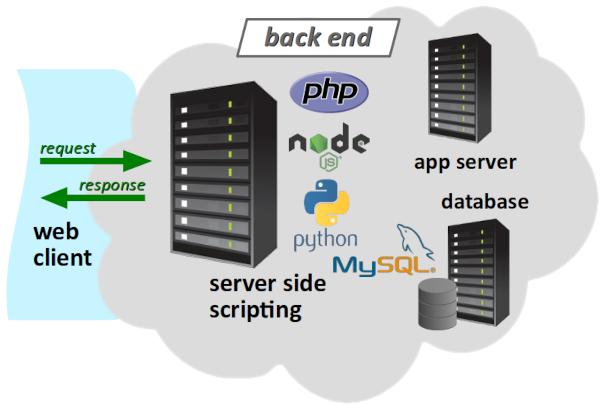 back end
php
node
JS
request
response
web
client
python
MySQL®
server side
scripting
app server
database